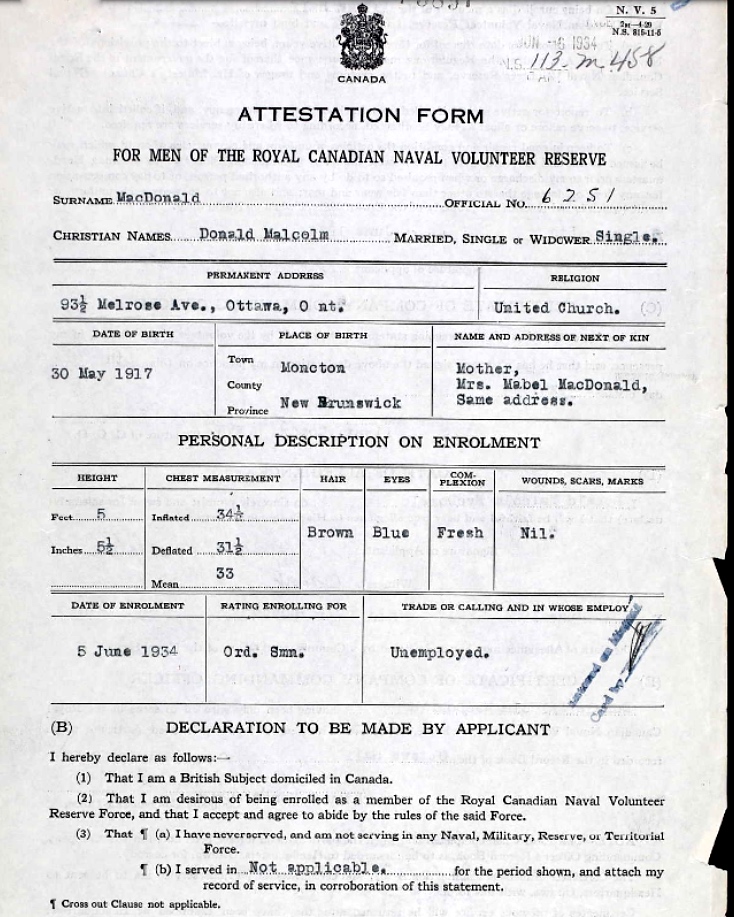 N. V. 5
2M-4-29
N.S. 815-11-5
JUN -6 1934
N.S. 113-M-458
CANADA
ATTESTATION FORM
FOR MEN OF THE ROYAL CANADIAN NAVAL VOLUNTEER RESERVE
SURNAME MacDonald OFFICIAL NO. 6251
CHRISTIAN NAMES Donald Malcolm MARRIED, SINGLE OR WIDOWER Single.
PERMANENT ADDRESS RELIGION
93½ Melrose Ave., Ottawa, O nt. United Church.
DATE OF BIRTH PLACE OF BIRTH NAME AND ADDRESS OF NEXT OF KIN
30 May 1917 Town Moncton Mother,
County Mrs. Mabel MacDonald,
Province New Brunswick Same address.
PERSONAL DESCRIPTION ON ENROLMENT
HEIGHT CHEST MEASUREMENT HAIR EYES COM-PLEXION WOUNDS, SCARS, MARKS
Feet 5 Inflated 34½
Inches 5½ Deflated 31½ Brown Blue Fresh Nil.
Mean 33
DATE OF ENROLMENT RATING ENROLLING FOR TRADE OR CALLING AND IN WHOSE EMPLOY
5 June 1934 Ord. Smn. Unemployed.
(B) DECLARATION TO BE MADE BY APPLICANT
I hereby declare as follows:—
(1) That I am a British Subject domiciled in Canada.
(2) That I am desirous of being enrolled as a member of the Royal Canadian Naval Volunteer
Reserve Force, and that I accept and agree to abide by the rules of the said Force.
(3) That ¶ (a) I have never served, and am not serving in any Naval, Military, Reserve, or Territorial
Force.
¶ (b) I served in Not applicable. for the period shown, and attach my
record of service, in corroboration of this statement.
¶ Cross out Clause not applicable.